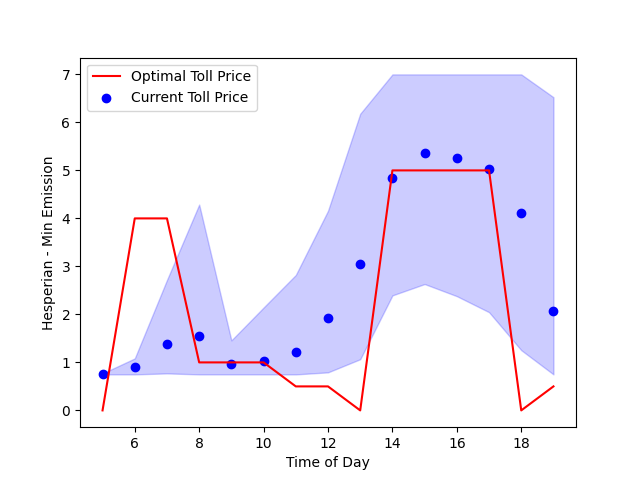 Optimal Toll Price
Current Toll Price
7
6
5
4
3
2
1
0
Hesperian - Min Emission
6 8 10 12 14 16 18
Time of Day